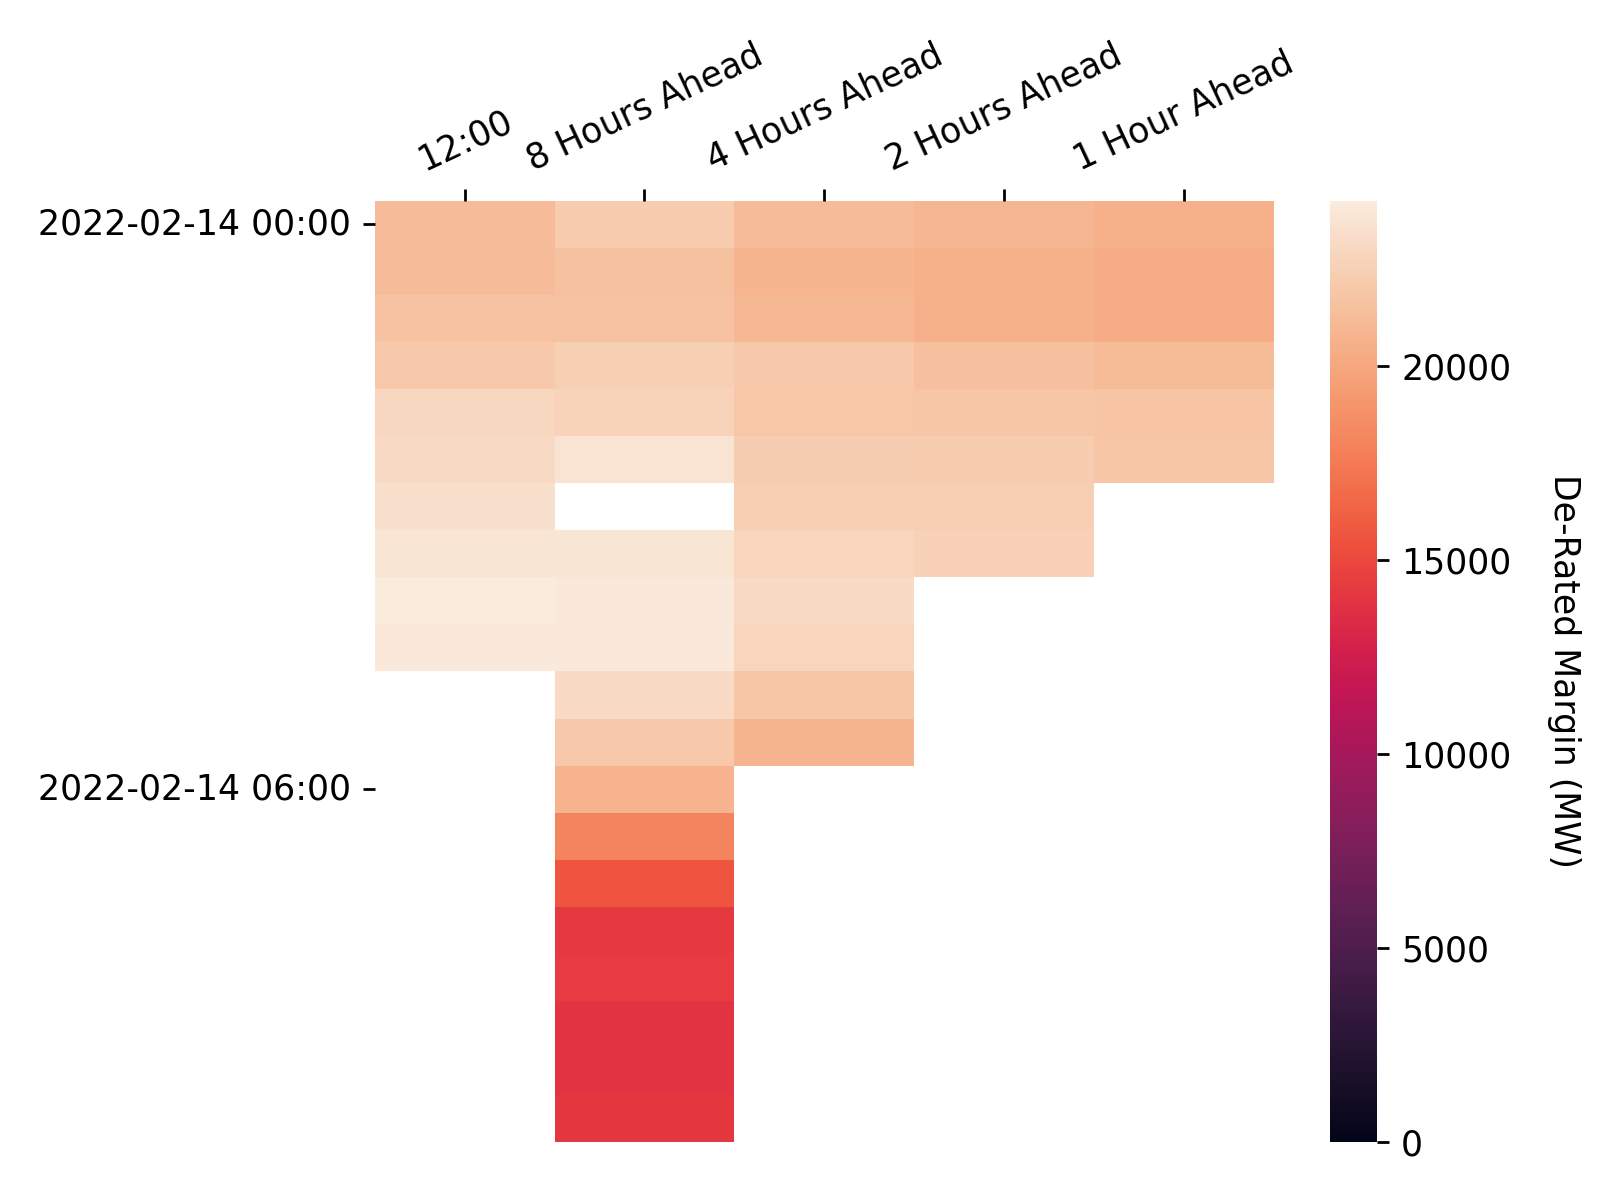 12:00
8 Hours Ahead
4 Hours Ahead
2 Hours Ahead
1 Hour Ahead
2022-02-14 00:00
2022-02-14 06:00
20000
15000
10000
5000
0
De-Rated Margin (MW)